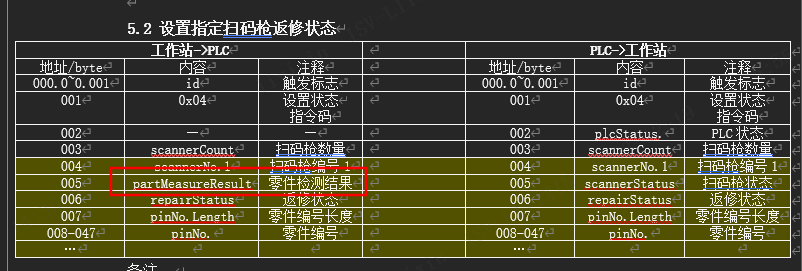 5.2 设置指定扫码枪返修状态
工作站->PLC PLC->工作站
地址/byte 内容 注释 地址/byte 内容 注释
000.0~0.001 id 触发标志 000.0~0.001 id 触发标志
001 0x04 设置状态 001 0x04 设置状态
指令码 指令码
002 — — 002 plcStatus. PLC 状态
003 scannerCount 扫码枪数量 003 scannerCount 扫码枪数量
004 scannerNo.1 扫码枪编号 1 004 scannerNo.1 扫码枪编号 1
005 partMeasureResult 零件检测结果 005 scannerStatus 扫码枪状态
006 repairStatus 返修状态 006 repairStatus 返修状态
007 pinNo.Length 零件编号长度 007 pinNo.Length 零件编号长度
008-047 pinNo. 零件编号 008-047 pinNo. 零件编号
… …
备注